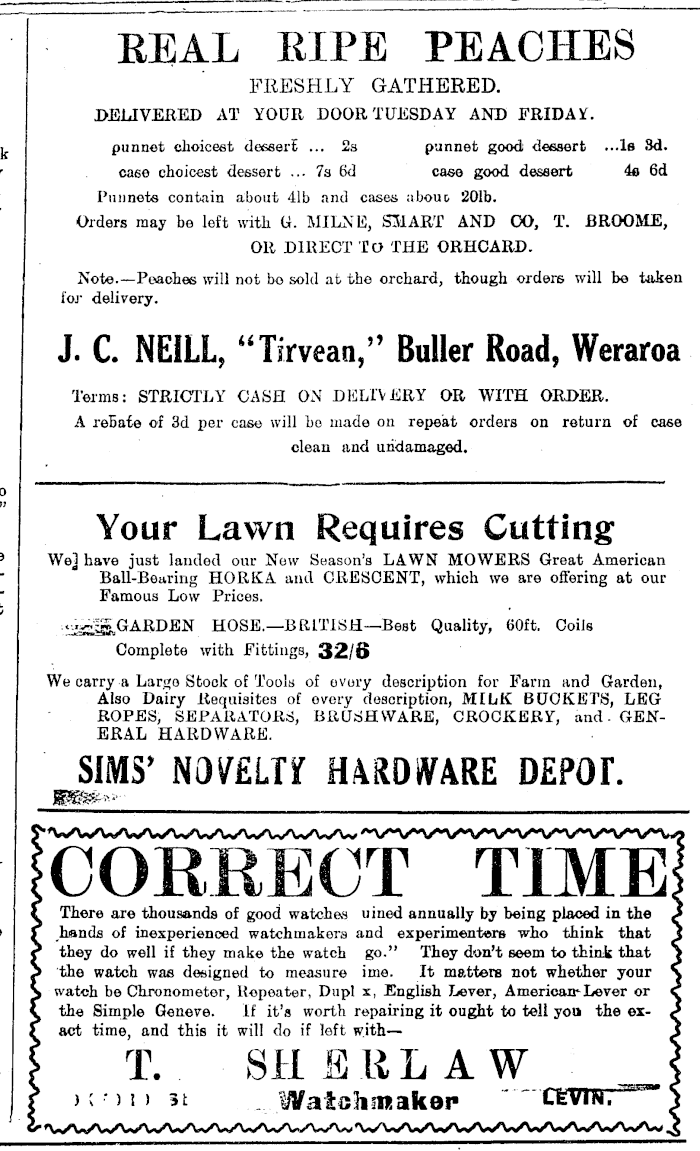 REAL RIPE PEACHES
FRESHLY GATHERED.
DELIVERED AT YOUR DOOR TUESDAY AND FRIDAY.
punnet choicest dessert ... 2s punnet good dessert ...1s 3d.
case choicest dessert ... 7s 6d case good dessert 4s 6d
Punnets contain about 4lb and cases about 20lb.
Orders may be left with G. MILNE, SMART AND CO, T. BROOME,
OR DIRECT TO THE ORHCARD.
Note.—Peaches will not be sold at the orchard, though orders will be taken
for delivery.
J. C. NEILL, "Tirvean," Buller Road, Weraroa
Terms: STRICTLY CASH ON DELIVERY OR WITH ORDER.
A rebate of 3d per case will be made on repeat orders on return of case
clean and undamaged.
Your Lawn Requires Cutting
We] have just landed our New Season's LAWN MOWERS Great American
Ball-Bearing HORKA and CRESCENT, which we are offering at our
Famous Low Prices.
GARDEN HOSE.—BRITISH—Best Quality, 60ft. Coils
Complete with Fittings, 32/6
We carry a Large Stock of Tools of every description for Farm and Garden,
Also Dairy Requisites of every description, MILK BUCKETS, LEG
ROPES, SEPARATORS, BRUSHWARE, CROCKERY, and GEN-
ERAL HARDWARE.
SIMS' NOVELTY HARDWARE DEPOT.
CORRECT TIME
There are thousands of good watches uined annually by being placed in the
hands of inexperienced watchmakers and experimenters who think that
they do well if they make the watch go." They don't seem to think that
the watch was designed to measure ime. It matters not whether your
watch be Chronometer, Repeater, Dupl x, English Lever, American Lever or
the Simple Geneve. If it's worth repairing it ought to tell you the ex-
act time, and this it will do if left with—
T. SHERLAW
Watchmaker LEVIN.